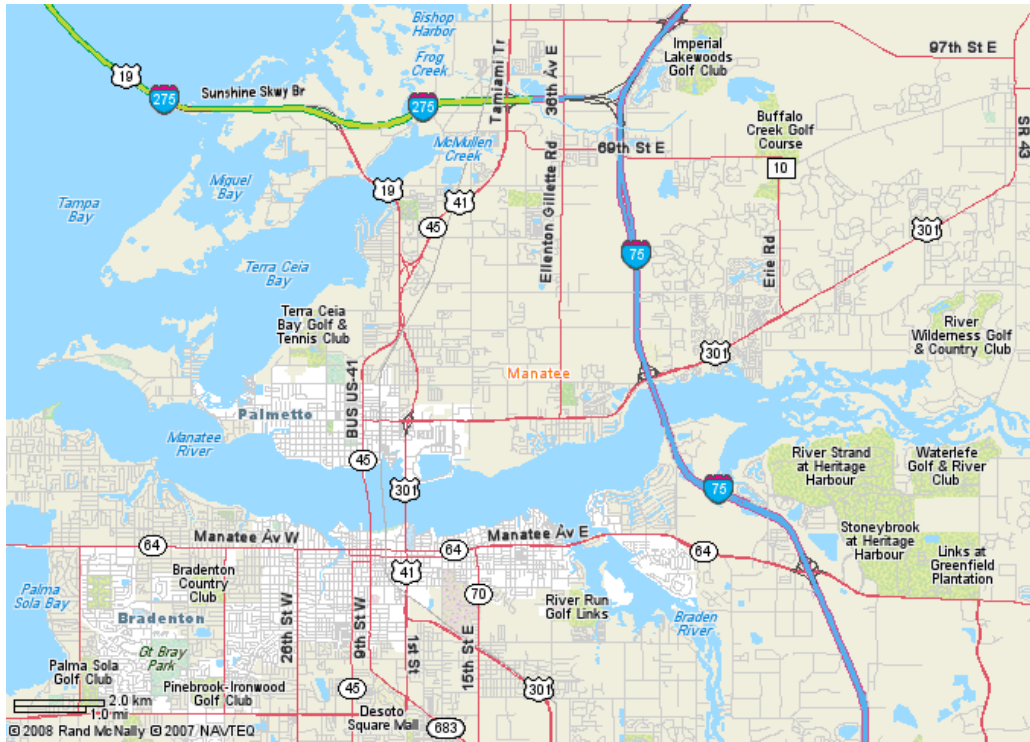 Bishop
Harbor
Frog
Creek
Tamiami Tr
36th Av E
Imperial
Lakewoods
Golf Club
97th St E
19
275
Sunshine Skwy Br
275
McMullen
Creek
69th St E
Buffalo
Creek Golf
Course
10
SR 43
Miguel
Bay
19
41
45
Ellenton Gillette Rd
Tampa
Bay
Terra Ceia
Bay
75
Erie Rd
301
Terra Ceia
Bay Golf &
Tennis Club
River
Wilderness Golf
& Country Club
301
BUS US-41
Manatee
Palmetto
Manatee
River
45
301
River Strand
at Heritage
Harbour
Waterlefe
Golf & River
Club
75
Stoneybrook
at Heritage
Harbour
Links at
Greenfield
Plantation
64
Manatee Av W
64
Manatee Av E
64
Palma
Sola Bay
Bradenton
Country
Club
41
70
River Run
Golf Links
Braden
River
Bradenton
26th St W
9th St W
1st St
15th St E
Gt Bray
Park
Palma Sola
Golf Club
Pinebrook-Ironwood
Golf Club
45
Desoto
Square Mall
683
301
2.0 km
1.0 mi
© 2008 Rand McNally © 2007 NAVTEQ